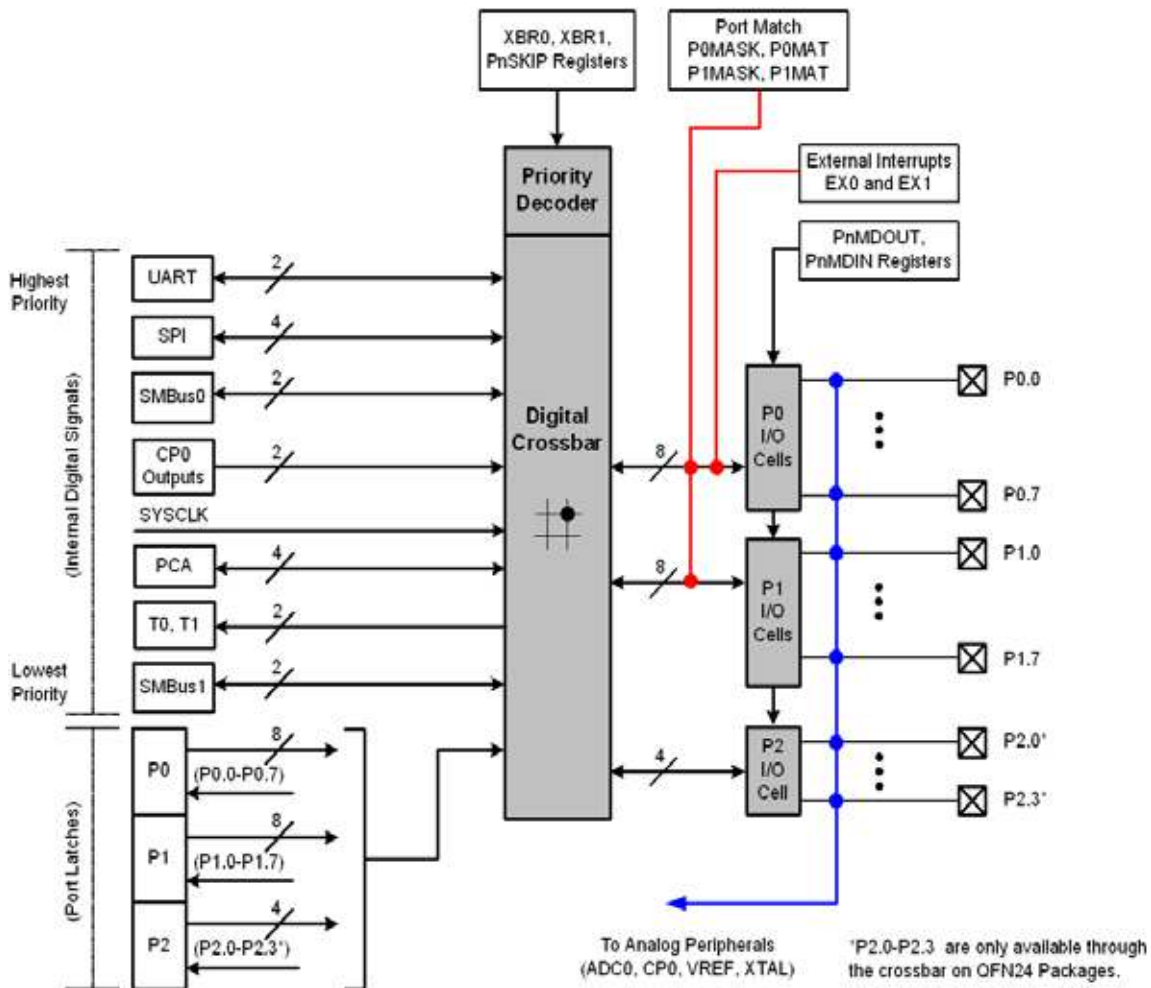 XBR0, XBR1,
PnSKIP Registers
Port Match
P0MASK, P0MAT
P1MASK, P1MAT
External Interrupts
EX0 and EX1
PnMDOUT,
PnMDIN Registers
Priority
Decoder
Digital
Crossbar
Highest
Priority
(Internal Digital Signals)
Lowest
Priority
UART
2
SPI
4
SMBus0
2
CP0
Outputs
2
SYSCLK
PCA
4
T0, T1
2
SMBus1
2
(Port Latches)
P0
8
(P0.0-P0.7)
P1
8
(P1.0-P1.7)
P2
4
(P2.0-P2.3*)
8
8
4
P0
I/O
Cells
P1
I/O
Cells
P2
I/O
Cell
P0.0
P0.7
P1.0
P1.7
P2.0*
P2.3*
To Analog Peripherals
(ADC0, CP0, VREF, XTAL)
*P2.0-P2.3 are only available through
the crossbar on QFN24 Packages.